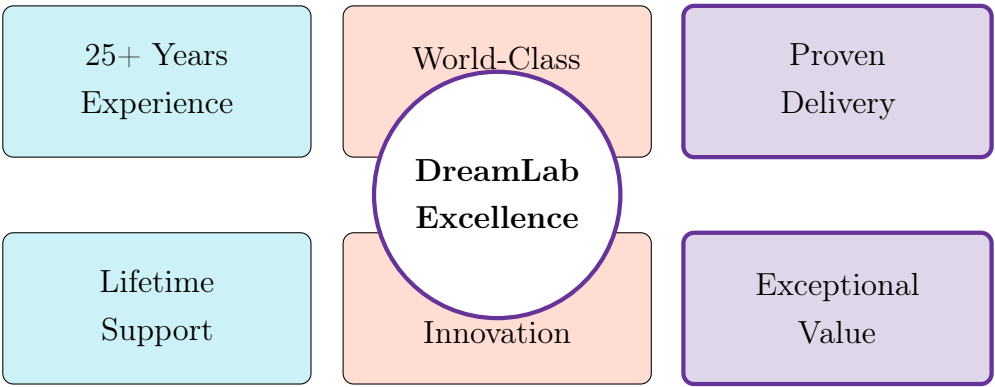 25+ Years
Experience
World-Class
Proven
Delivery
DreamLab
Excellence
Lifetime
Support
Innovation
Exceptional
Value